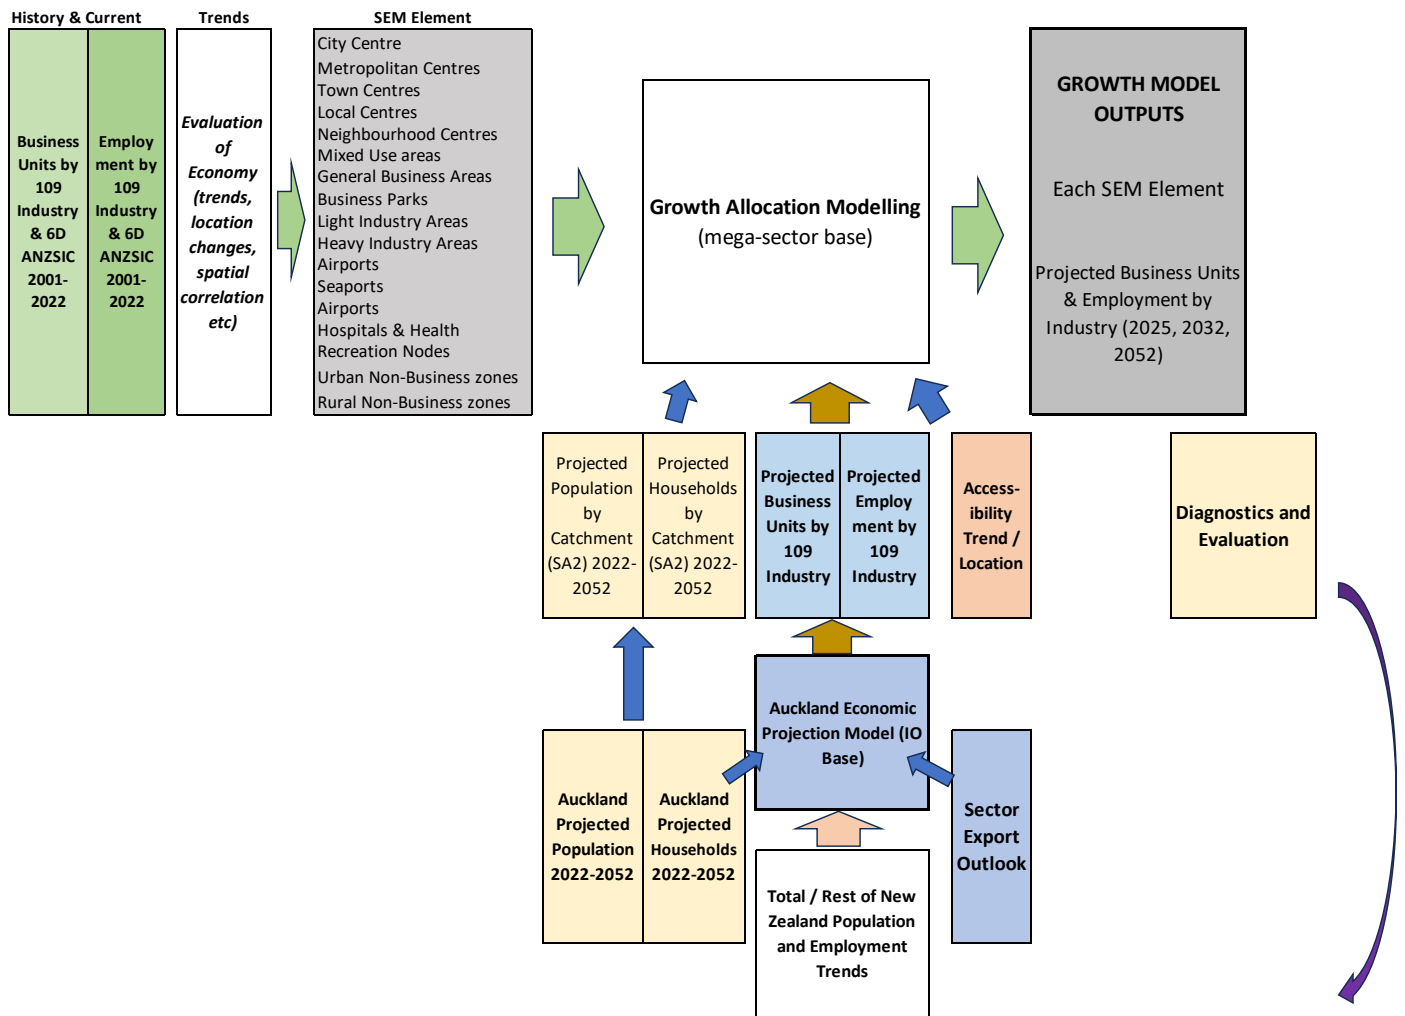 History & Current
Trends
SEM Element
Business
Units by
109
Industry
& 6D
ANZSIC
2001-
2022
Employ
ment by
109
Industry
& 6D
ANZSIC
2001-
2022
Evaluation
of
Economy
(trends,
location
changes,
spatial
correlation
etc)
City Centre
Metropolitan Centres
Town Centres
Local Centres
Neighbourhood Centres
Mixed Use areas
General Business Areas
Business Parks
Light Industry Areas
Heavy Industry Areas
Airports
Seaports
Airports
Hospitals & Health
Recreation Nodes
Urban Non-Business zones
Rural Non-Business zones
Growth Allocation Modelling
(mega-sector base)
GROWTH MODEL
OUTPUTS
Each SEM Element
Projected Business Units
& Employment by
Industry (2025, 2032,
2052)
Projected
Population
by
Catchment
(SA2) 2022-
2052
Projected
Households
by
Catchment
(SA2) 2022-
2052
Projected
Business
Units by
109
Industry
Projected
Employ
ment by
109
Industry
Access-
ibility
Trend /
Location
Diagnostics and
Evaluation
Auckland Economic
Projection Model (IO
Base)
Auckland
Projected
Population
2022-2052
Auckland
Projected
Households
2022-2052
Sector
Export
Outlook
Total / Rest of New
Zealand Population
and Employment
Trends